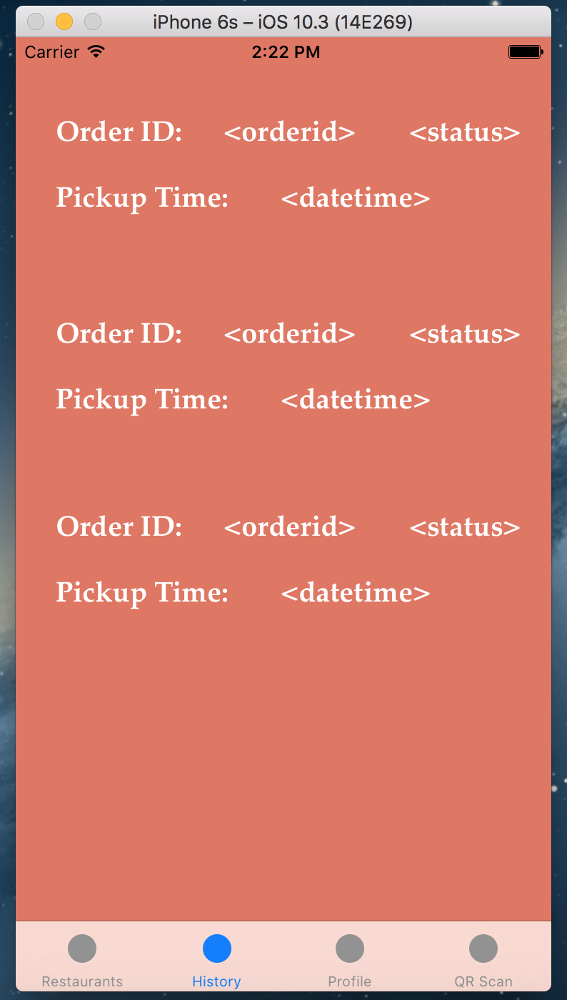 iPhone 6s – iOS 10.3 (14E269)
Carrier 2:22 PM
Order ID: <orderid> <status>
Pickup Time: <datetime>
Order ID: <orderid> <status>
Pickup Time: <datetime>
Order ID: <orderid> <status>
Pickup Time: <datetime>
Restaurants History Profile QR Scan